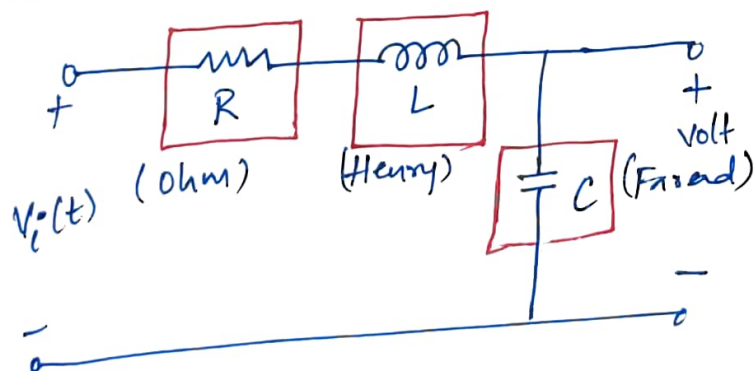 +
R
L
+
Volt
(Ohm)
(Henry)
C
(Farad)
Vi(t)
-
-